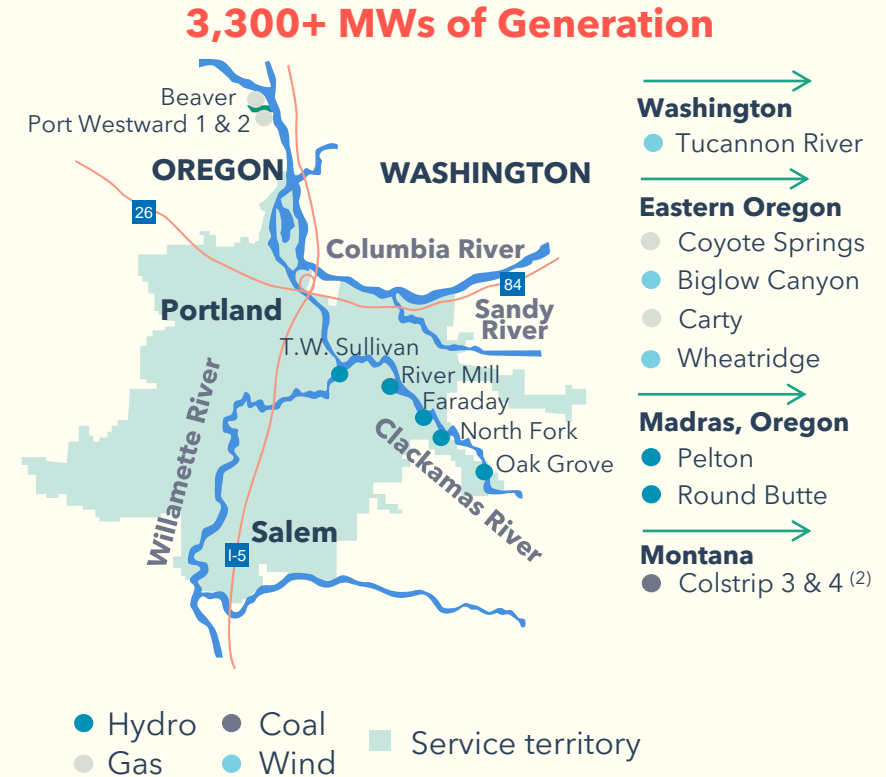 3,300+ MWs of Generation
Beaver
Port Westward 1 & 2
OREGON
WASHINGTON
26
Columbia River
84
Portland
Sandy
River
T.W. Sullivan
River Mill
Faraday
North Fork
Oak Grove
Clackamas River
Willamette River
Salem
I-5
Washington
Tucannon River
Eastern Oregon
Coyote Springs
Biglow Canyon
Carty
Wheatridge
Madras, Oregon
Pelton
Round Butte
Montana
Colstrip 3 & 4 (2)
Hydro
Coal
Gas
Wind
Service territory